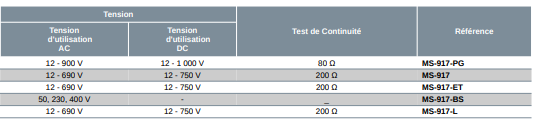 Tension
Tension d'utilisation AC Tension d'utilisation DC Test de Continuité Référence
12 - 900 V 12 - 1 000 V 80 Ω MS-917-PG
12 - 690 V 12 - 750 V 200 Ω MS-917
12 - 690 V 12 - 750 V 200 Ω MS-917-ET
50, 230, 400 V - _ MS-917-BS
12 - 690 V 12 - 750 V 200 Ω MS-917-L